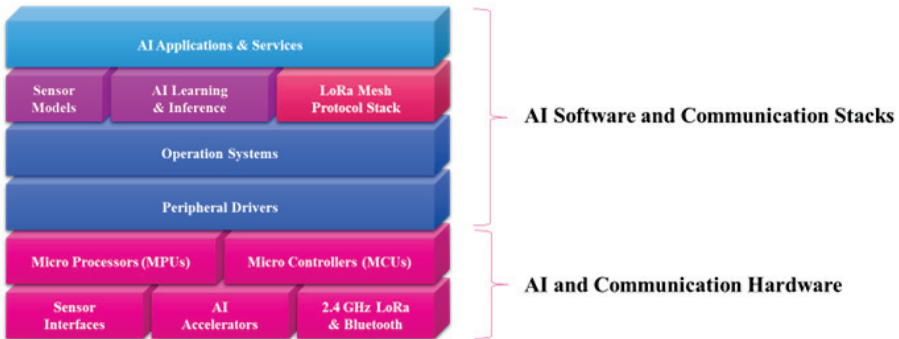 AI Applications & Services
Sensor
Models
AI Learning
& Inference
LoRa Mesh
Protocol Stack
Operation Systems
Peripheral Drivers
AI Software and Communication Stacks
Micro Processors (MPUs)
Micro Controllers (MCUs)
Sensor
Interfaces
AI
Accelerators
2.4 GHz LoRa
& Bluetooth
AI and Communication Hardware